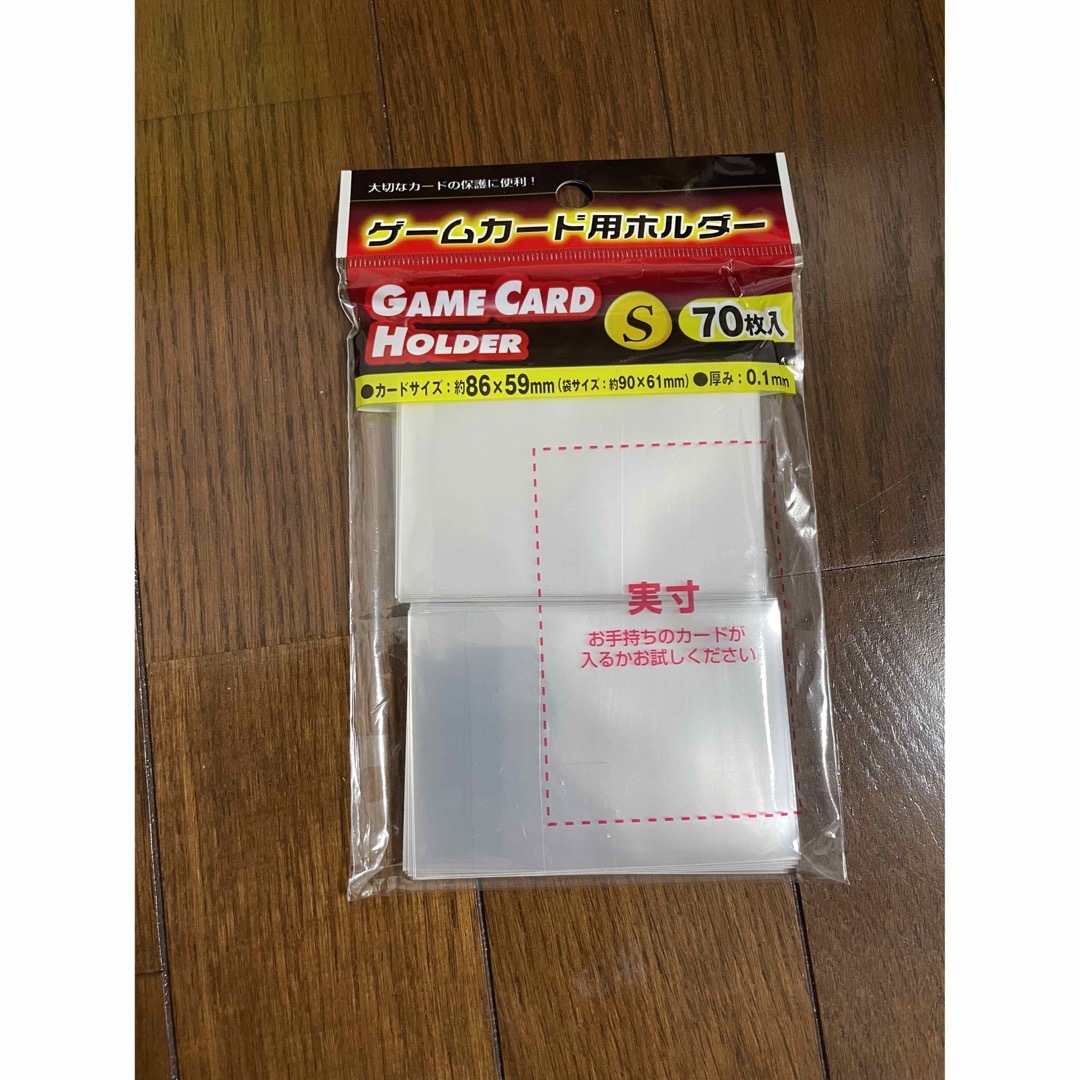 大切なカードの保護に便利!
ゲームカード用ホルダー
GAME CARD
HOLDER
S
70枚入
●カードサイズ:約86×59mm(袋サイズ:約90×61mm)●厚み:0.1mm
実寸
お手持ちのカードが
入るかお試しください